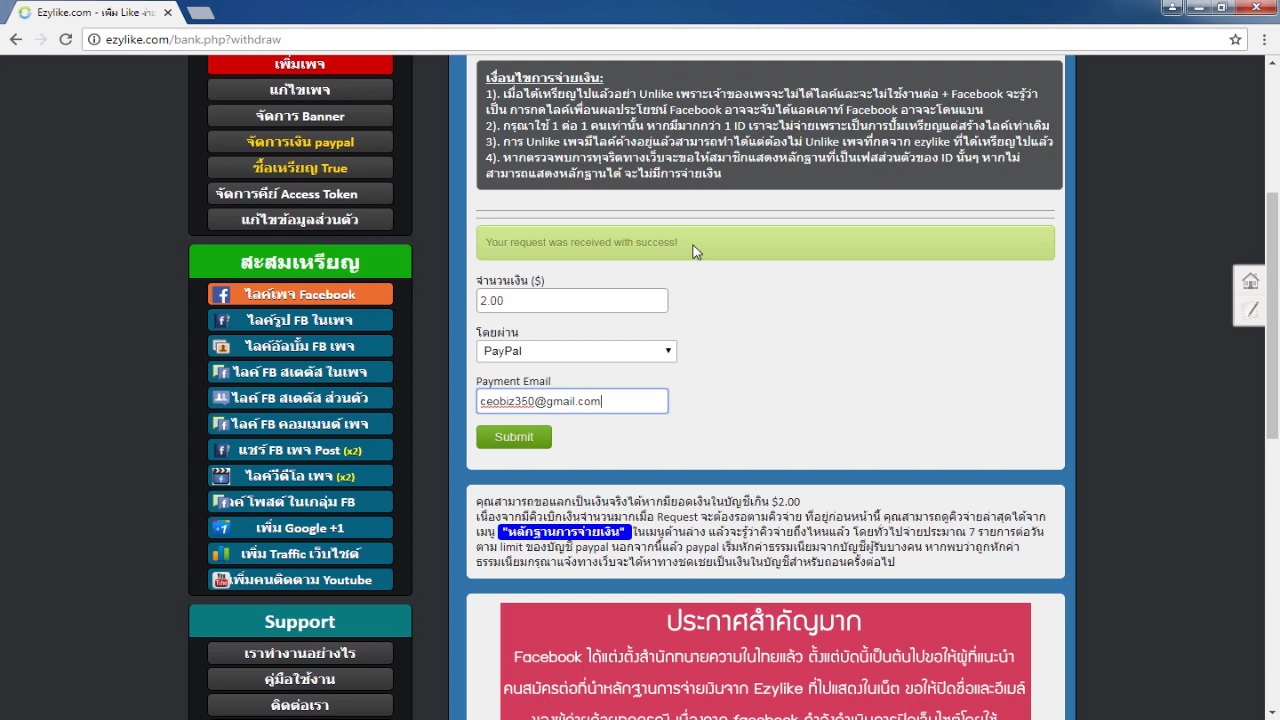 Ezylike.com - เพิ่ม Like ง่าย
ezylike.com/bank.php?withdraw
เพิ่มเพจ
แก้ไขเพจ
จัดการ Banner
จัดการเงิน paypal
ซื้อเหรียญ True
จัดการคีย์ Access Token
แก้ไขข้อมูลส่วนตัว
สะสมเหรียญ
ไลค์เพจ Facebook
ไลค์รูป FB ในเพจ
ไลค์อัลบั้ม FB เพจ
ไลค์ FB สเตตัส ในเพจ
ไลค์ FB สเตตัส ส่วนตัว
ไลค์ FB คอมเมนต์ เพจ
แชร์ FB เพจ Post (x2)
ไลค์วีดีโอ เพจ (x2)
ไลค์โพสต์ ในเกลุ่ม FB
เพิ่ม Google +1
เพิ่ม Traffic เว็บไซต์
เพิ่มคนติดตาม Youtube
Support
เราทำงานอย่างไร
คู่มือใช้งาน
ติดต่อเรา
เงื่อนไขการจ่ายเงิน:
1). เมื่อได้เหรียญไปแล้วอย่า Unlike เพราะเจ้าของเพจจะไม่ได้ไลค์และจะไม่ใช้งานต่อ + Facebook จะรู้ว่า
เป็น การกดไลค์เพื่อนผลประโยชน์ Facebook อาจจะจับได้แอคเคาท์ Facebook อาจจะโดนแบน
2). กรุณาใช้ 1 ต่อ 1 คนเท่านั้น หากมีมากกว่า 1 ID เราจะไม่จ่ายเพราะเป็นการปั้มเหรียญแต่สร้างไลค์เท่าเดิม
3). การ Unlike เพจมีไลค์ค้างอยู่แล้วสามารถทำได้แต่ต้องไม่ Unlike เพจที่กดจาก ezylike ที่ได้เหรียญไปแล้ว
4). หากตรวจพบการทุจริตทางเว็บจะขอให้สมาชิกแสดงหลักฐานที่เป็นเฟสส่วนตัวของ ID นั้นๆ หากไม่
สามารถแสดงหลักฐานได้ จะไม่มีการจ่ายเงิน
Your request was received with success!
จำนวนเงิน ($)
2.00
โดยผ่าน
PayPal
Payment Email
ceobiz350@gmail.com
Submit
คุณสามารถขอแลกเป็นเงินจริงได้หากมียอดเงินในบัญชีเกิน $2.00
เนื่องจากมีคิวเบิกเงินจำนวนมากเมื่อ Request จะต้องรอตามคิวจ่าย ที่อยู่ก่อนหน้านี้ คุณสามารถดูคิวจ่ายล่าสุดได้จาก
เมนู "หลักฐานการจ่ายเงิน" ในเมนูด้านล่าง แล้วจะรู้ว่าคิวจ่ายถึงไหนแล้ว โดยทั่วไปจ่ายประมาณ 7 รายการต่อวัน
ตาม limit ของบัญชี paypal นอกจากนี้แล้ว paypal เริ่มหักค่าธรรมเนียมจากบัญชีผู้รับบางคน หากพบว่าถูกหักค่า
ธรรมเนียมกรุณาแจ้งทางเว็บจะได้หาทางชดเชยเป็นเงินในบัญชีสำหรับถอนครั้งต่อไป
ประกาศสำคัญมาก
Facebook ได้แต่งตั้งสำนักทนายความในไทยแล้ว ตั้งแต่บัดนี้เป็นต้นไปขอให้ผู้ที่แนะนำ
คนสมัครต่อที่นำหลักฐานการจ่ายเงินจาก Ezylike ที่ไปแสดงในเน็ต ขอให้ปิดชื่อและอีเมล์